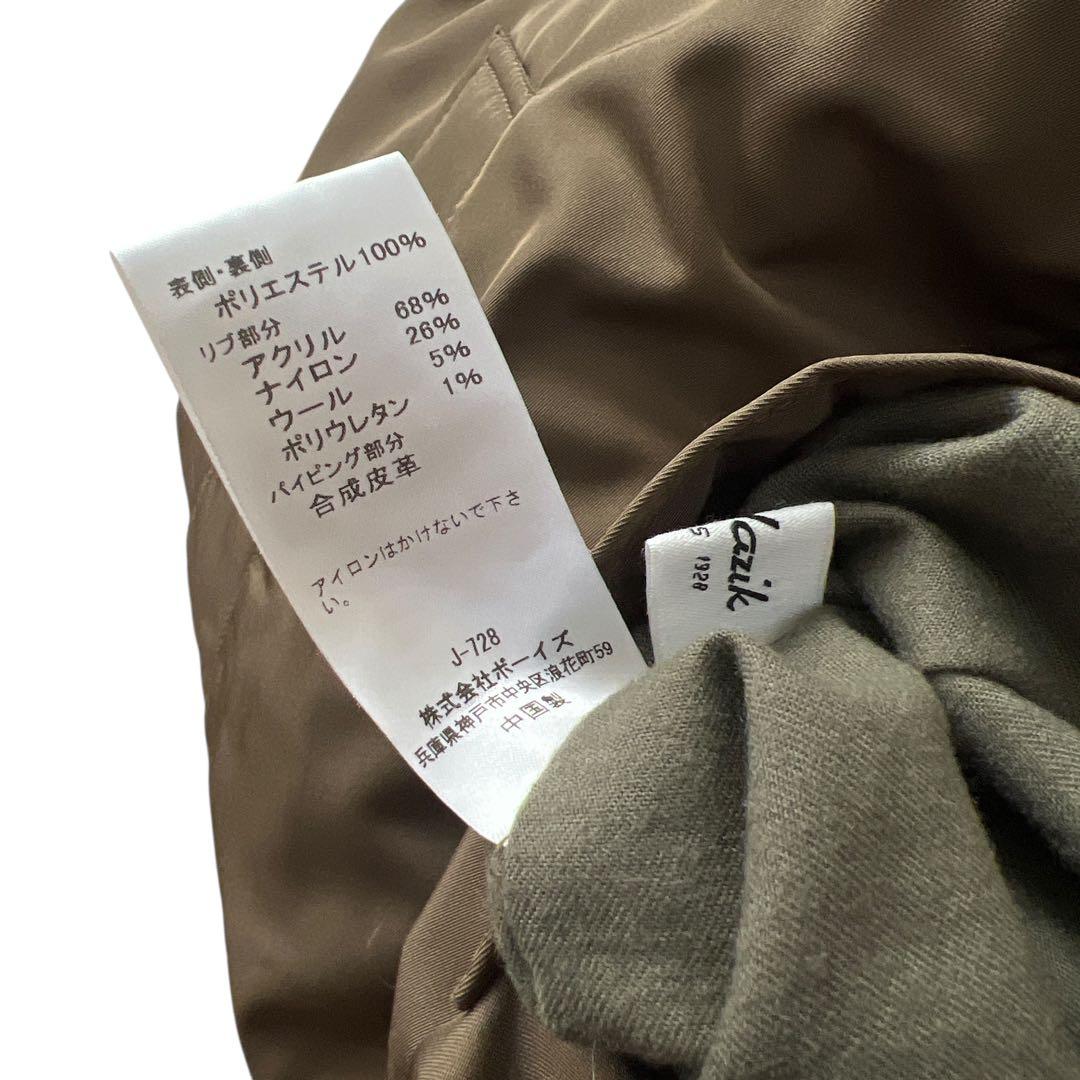 表側・裏側
ポリエステル100%
リブ部分
アクリル 68%
ナイロン 26%
ウール 5%
ポリウレタン 1%
パイピング部分
合成皮革
アイロンはかけないで下さ
い。
J-728
株式会社ボーイズ
兵庫県神戸市中央区浪花町59
中国製
azik
S 1928